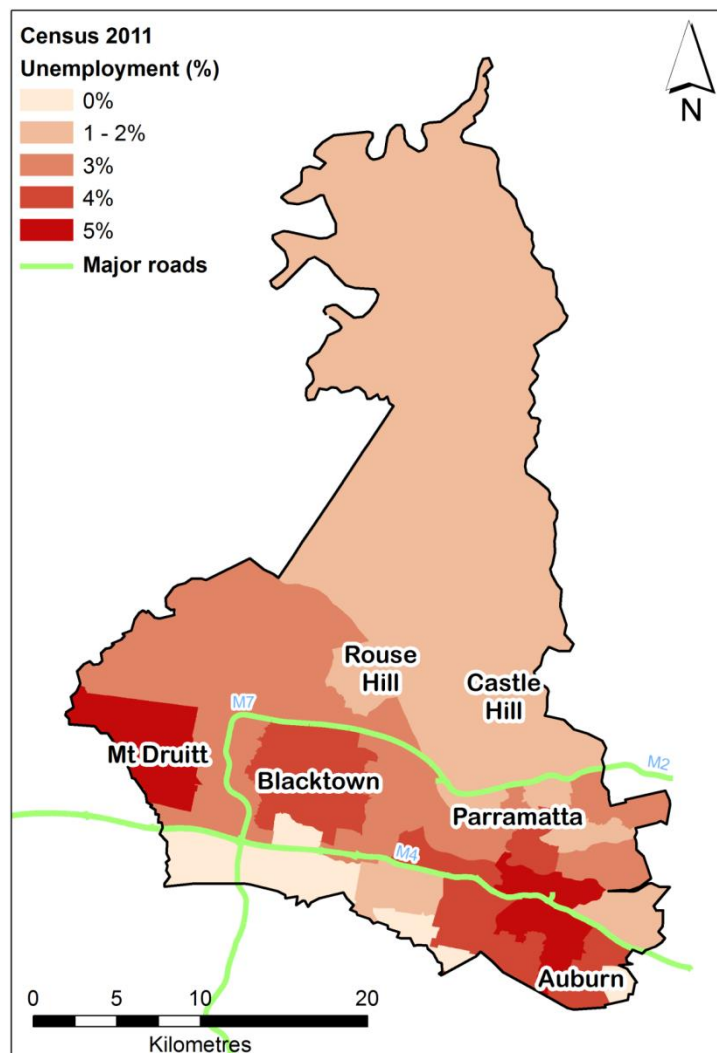 Census 2011
Unemployment (%)
0%
1 - 2%
3%
4%
5%
Major roads
N
Rouse
Hill
Castle
Hill
M7
Mt Druitt
Blacktown
M2
Parramatta
M4
Auburn
0 5 10 20
Kilometres